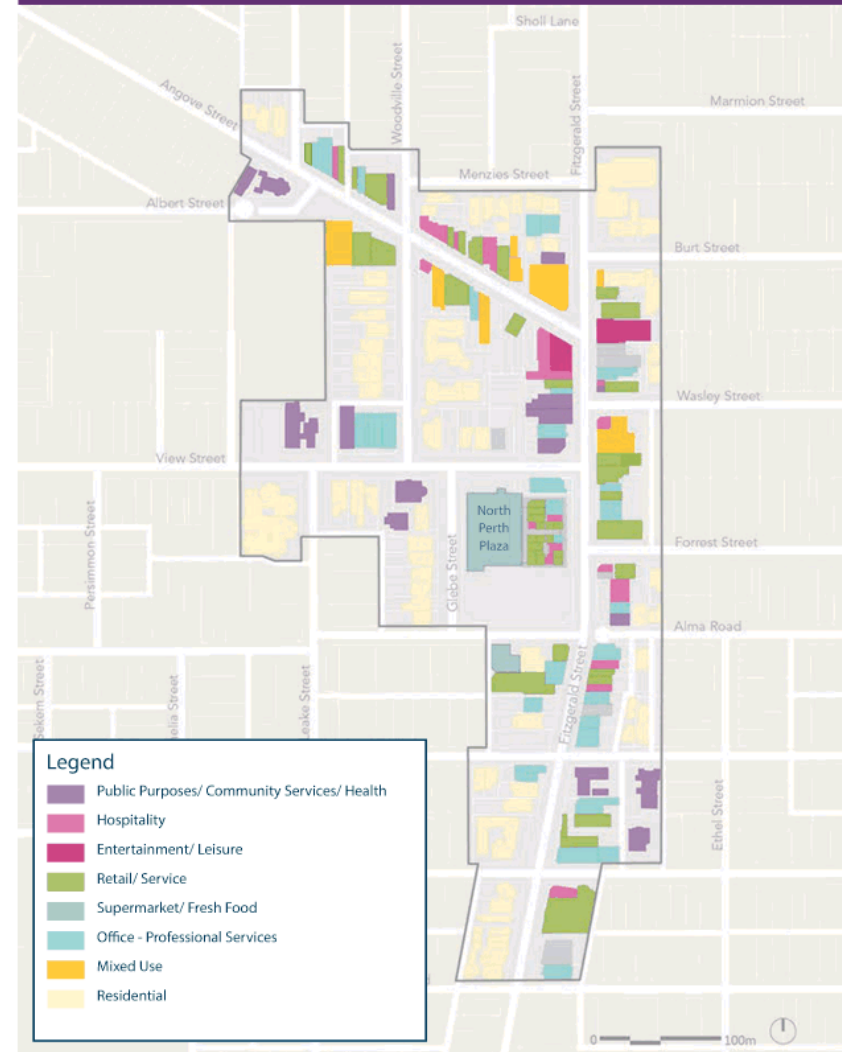 Sholl Lane
Woodville Street
Fitzgerald Street
Angove Street
Marmion Street
Menzies Street
Albert Street
Burt Street
Wasley Street
View Street
North
Perth
Plaza
Persimmon Street
Glebe Street
Forrest Street
Alma Road
Fitzgerald Street
Sekem Street
Leake Street
Street
Ethel Street
Legend
Public Purposes/ Community Services/ Health
Hospitality
Entertainment/ Leisure
Retail/ Service
Supermarket/ Fresh Food
Office - Professional Services
Mixed Use
Residential
0
100m